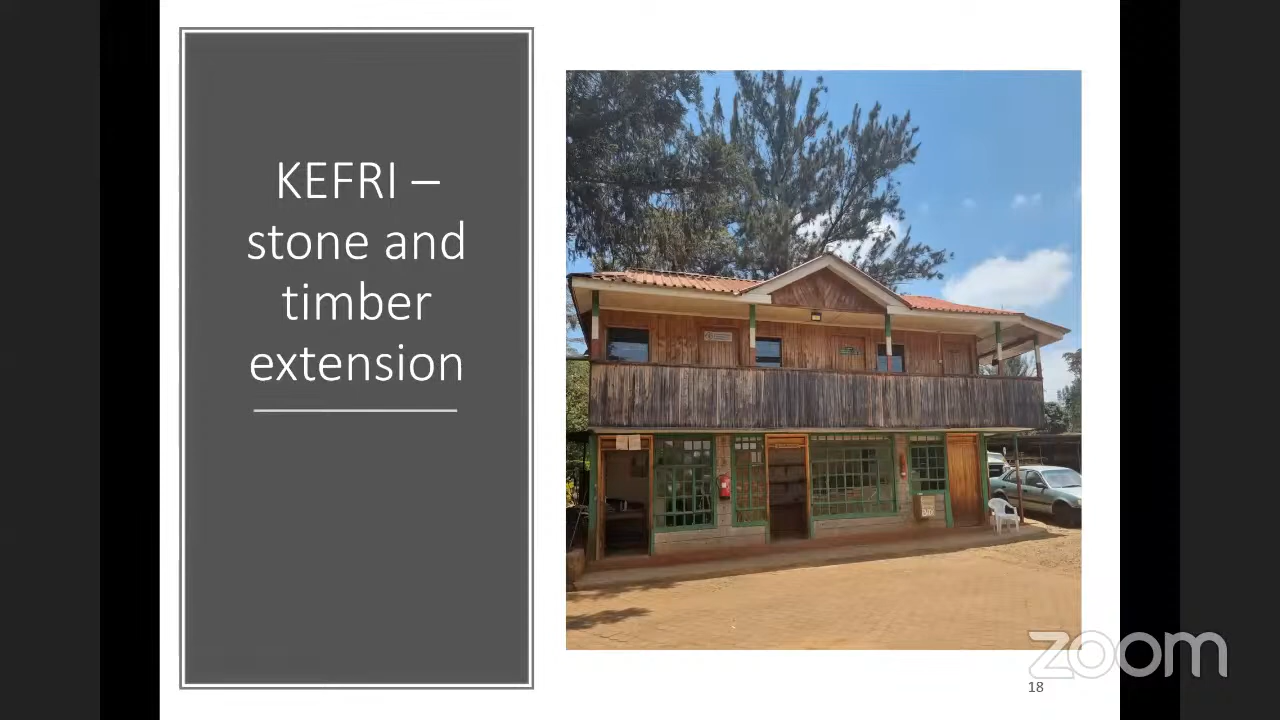 KEFRI –
stone and
timber
extension
zoom
18